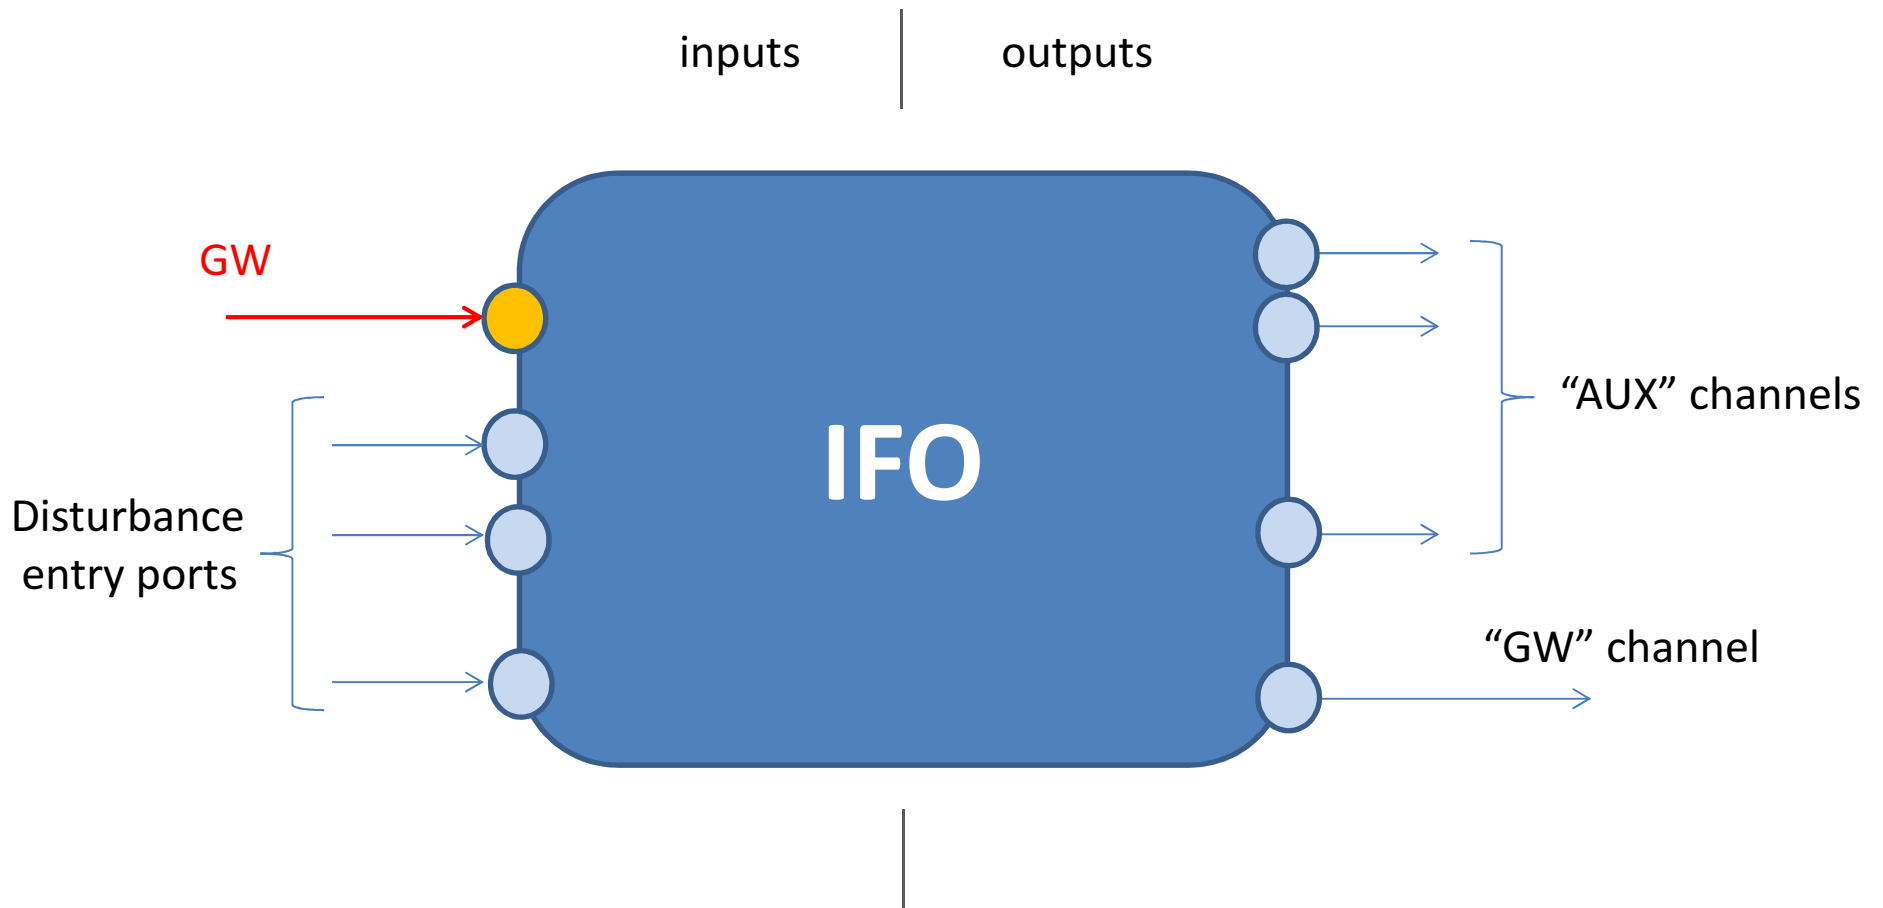 inputs
outputs
GW
IFO
“AUX” channels
Disturbance
entry ports
“GW” channel